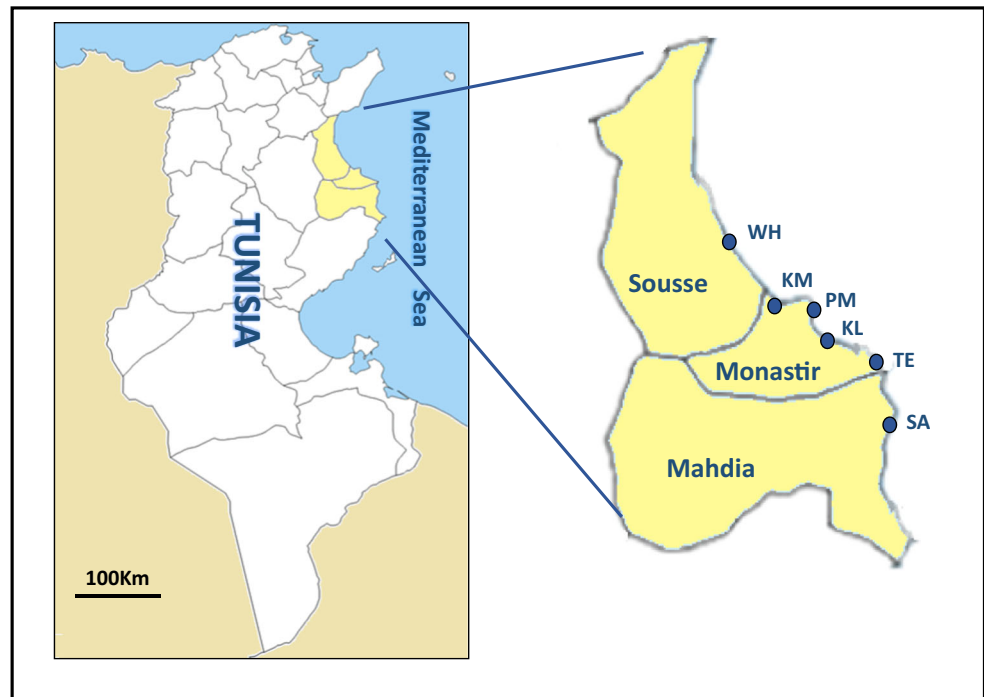 TUNISIA
Mediterranean Sea
100Km
WH
KM
PM
Sousse
KL
Monastir
TE
SA
Mahdia